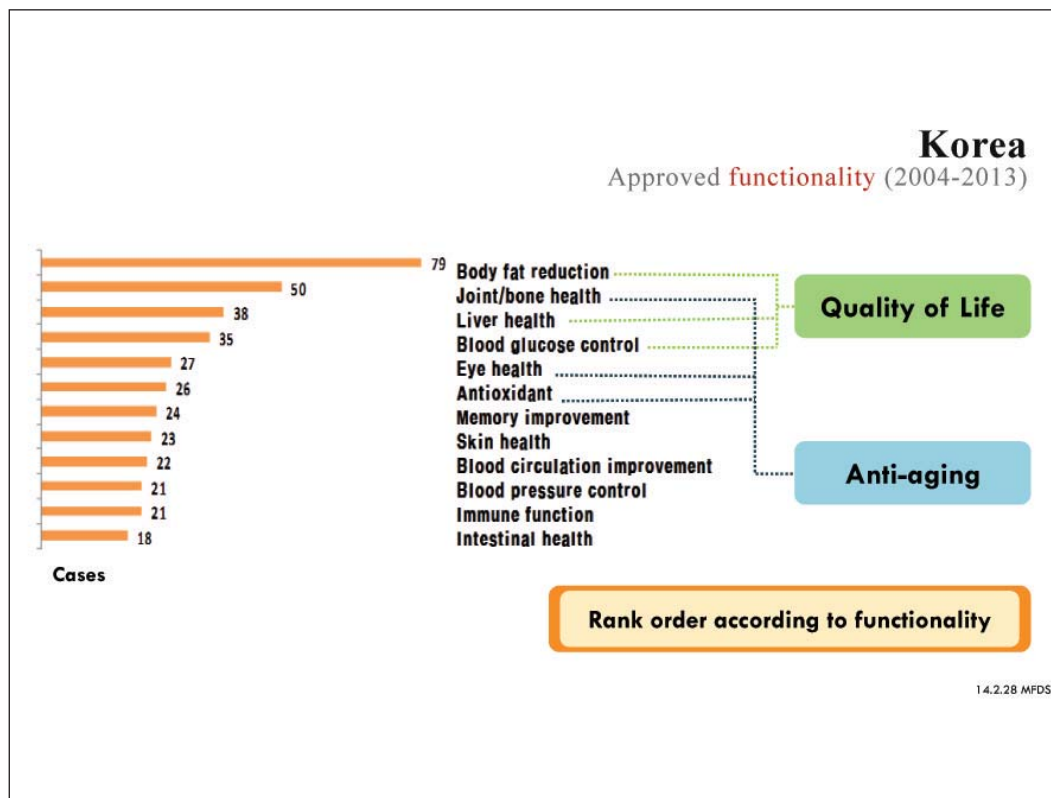 Korea
Approved functionality (2004-2013)
79 Body fat reduction
50 Joint/bone health
38 Liver health
35 Blood glucose control
27 Eye health
26 Antioxidant
24 Memory improvement
23 Skin health
22 Blood circulation improvement
21 Blood pressure control
21 Immune function
18 Intestinal health
Cases
Quality of Life
Anti-aging
Rank order according to functionality
14.2.28 MFDS